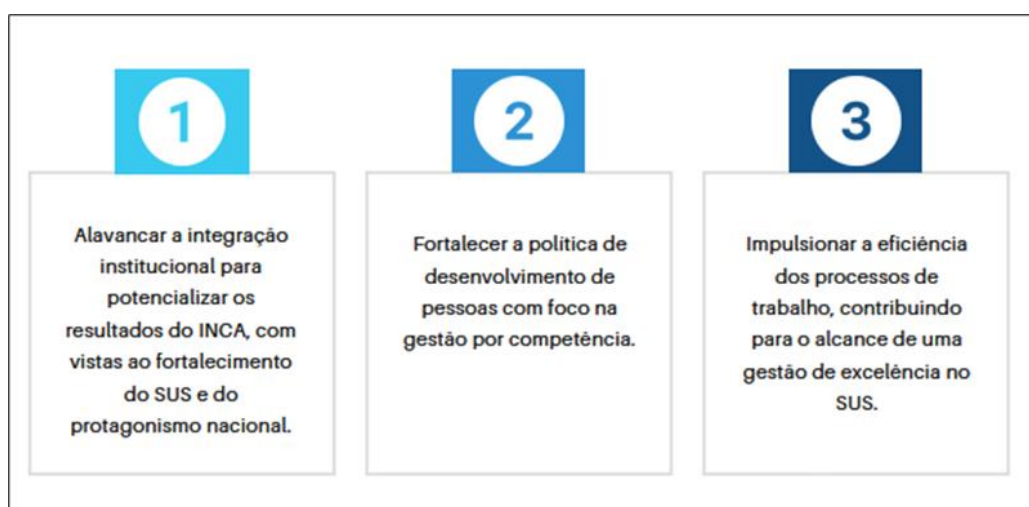 1
Alavancar a integração
institucional para
potencializar os
resultados do INCA, com
vistas ao fortalecimento
do SUS e do
protagonismo nacional.
2
Fortalecer a política de
desenvolvimento de
pessoas com foco na
gestão por competência.
3
Impulsionar a eficiência
dos processos de
trabalho, contribuindo
para o alcance de uma
gestão de excelência no
SUS.